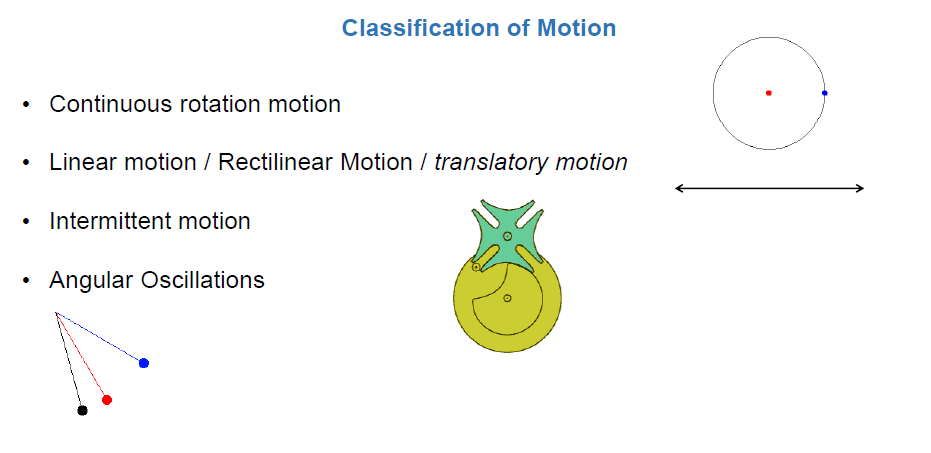 Classification of Motion
• Continuous rotation motion
• Linear motion / Rectilinear Motion / translatory motion
• Intermittent motion
• Angular Oscillations